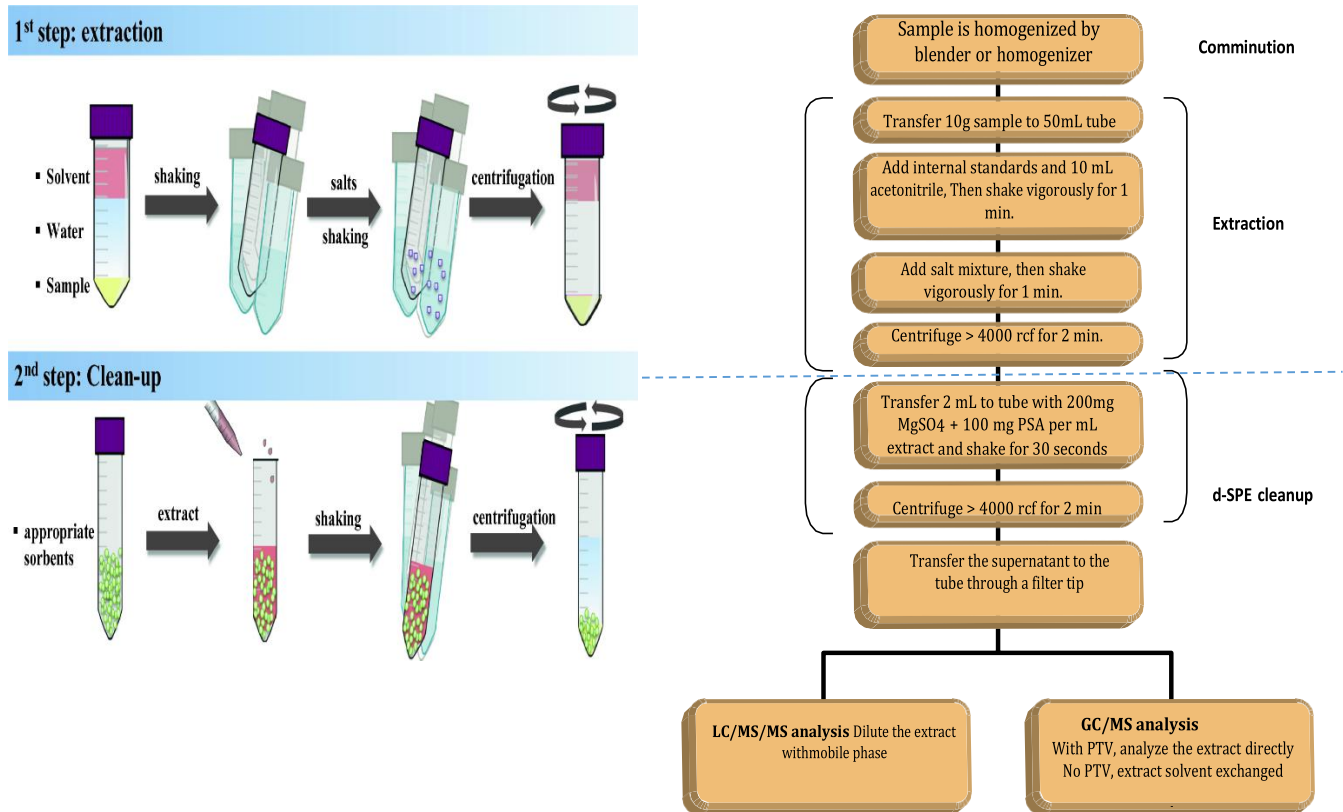 1st step: extraction
▪ Solvent
▪ Water
▪ Sample
shaking
salts
shaking
centrifugation
2nd step: Clean-up
▪ appropriate
sorbents
extract
shaking
centrifugation
Sample is homogenized by
blender or homogenizer
Comminution
Transfer 10g sample to 50mL tube
Add internal standards and 10 mL
acetonitrile, Then shake vigorously for 1
min.
Extraction
Add salt mixture, then shake
vigorously for 1 min.
Centrifuge > 4000 rcf for 2 min.
Transfer 2 mL to tube with 200mg
MgSO4 + 100 mg PSA per mL
extract and shake for 30 seconds
d-SPE cleanup
Centrifuge > 4000 rcf for 2 min
Transfer the supernatant to the
tube through a filter tip
LC/MS/MS analysis Dilute the extract
withmobile phase
GC/MS analysis
With PTV, analyze the extract directly
No PTV, extract solvent exchanged
.